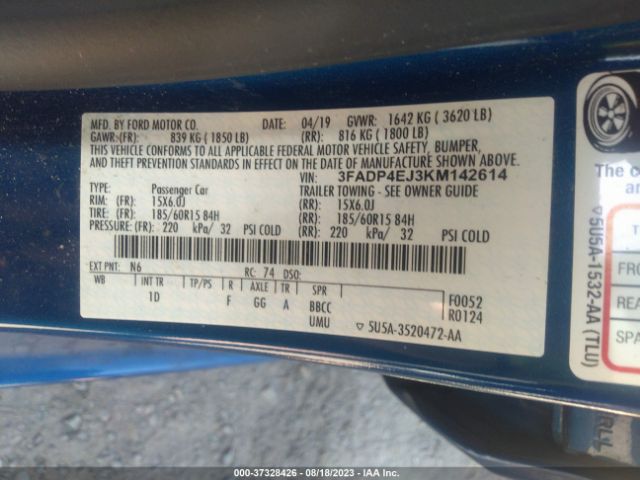 MFD. BY FORD MOTOR CO. DATE: 04/19 GVWR: 1642 KG ( 3620 LB)
GAWR:(FR): 839 KG ( 1850 LB) (RR): 816 KG ( 1800 LB)
THIS VEHICLE CONFORMS TO ALL APPLICABLE FEDERAL MOTOR VEHICLE SAFETY, BUMPER,
AND THEFT PREVENTION STANDARDS IN EFFECT ON THE DATE OF MANUFACTURE SHOWN ABOVE.
VIN: 3FADP4EJ3KM142614
TYPE: Passenger Car TRAILER TOWING - SEE OWNER GUIDE
RIM: (FR): 15X6.0J (RR): 15X6.0J
TIRE: (FR): 185/60R15 84H (RR): 185/60R15 84H
PRESSURE: (FR): 220 kPa/ 32 PSI COLD (RR): 220 kPa/ 32 PSI COLD
EXT PNT: N6 RC: 74 DSO:
WB INT TR TP/PS R AXLE TR SPR
1D F GG A BBCC
UMU
F0052
R0124
▽ 5U5A-3520472-AA
▽5U5A-1532-AA (TLU)
The co
FRO
REA
SPA
000-37328426 - 08/18/2023 - IAA Inc.